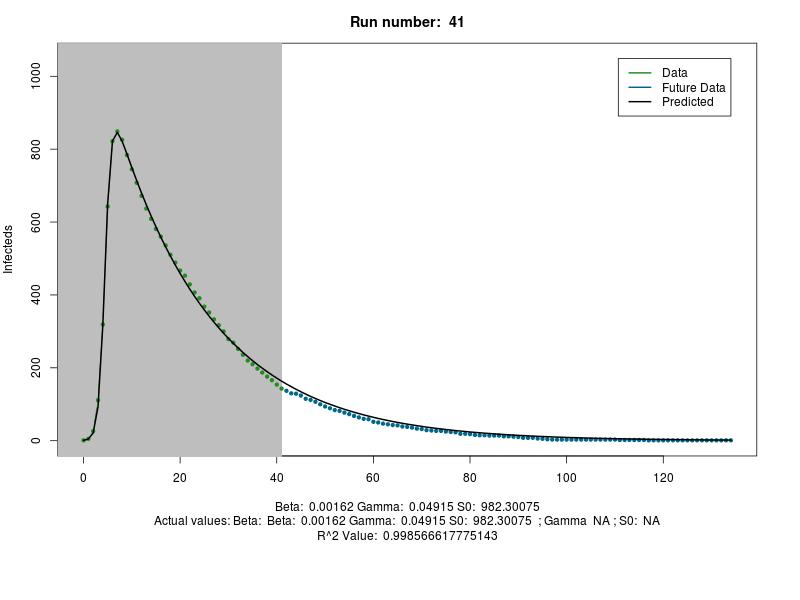 Run number: 41
Data
Future Data
Predicted
Infecteds
1000
800
600
400
200
0
0 20 40 60 80 100 120
Beta: 0.00162 Gamma: 0.04915 S0: 982.30075
Actual values: Beta: Beta: 0.00162 Gamma: 0.04915 S0: 982.30075 ; Gamma NA ; S0: NA
R^2 Value: 0.998566617775143